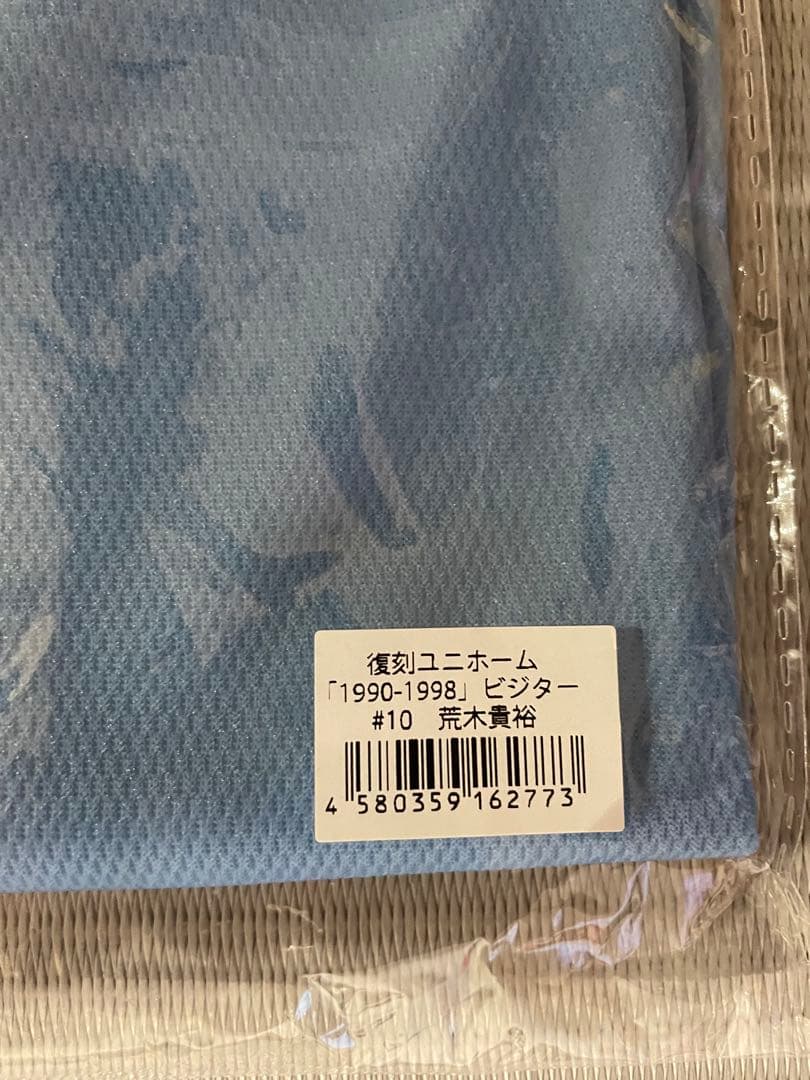 復刻ユニホーム
「1990-1998」ビジター
#10　荒木貴裕
4 580359 162773